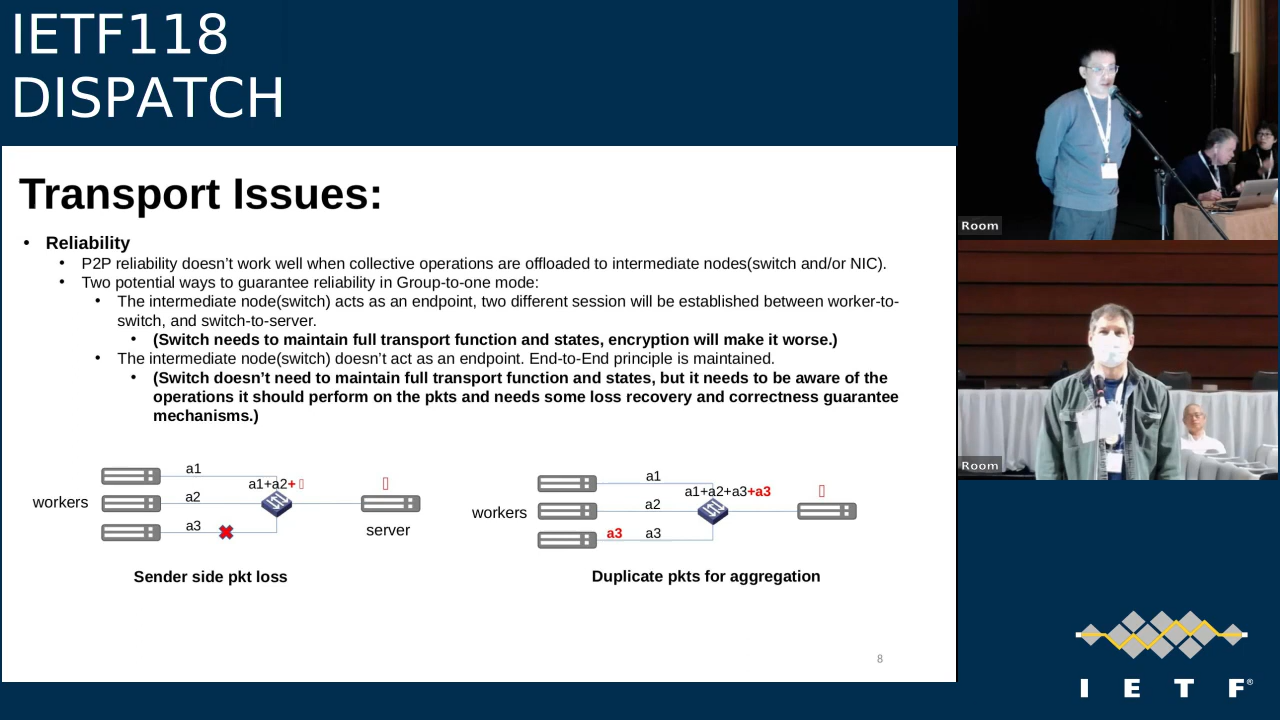 IETF118
DISPATCH
Transport Issues:
• Reliability
• P2P reliability doesn’t work well when collective operations are offloaded to intermediate nodes(switch and/or NIC).
• Two potential ways to guarantee reliability in Group-to-one mode:
• The intermediate node(switch) acts as an endpoint, two different session will be established between worker-to-
switch, and switch-to-server.
• (Switch needs to maintain full transport function and states, encryption will make it worse.)
• The intermediate node(switch) doesn’t act as an endpoint. End-to-End principle is maintained.
• (Switch doesn’t need to maintain full transport function and states, but it needs to be aware of the
operations it should perform on the pkts and needs some loss recovery and correctness guarantee
mechanisms.)
a1
a1+a2+
workers
a2
a3
server
Sender side pkt loss
a1
a1+a2+a3+a3
workers
a2
a3 a3
Duplicate pkts for aggregation
8
Room
Room
I E T F®